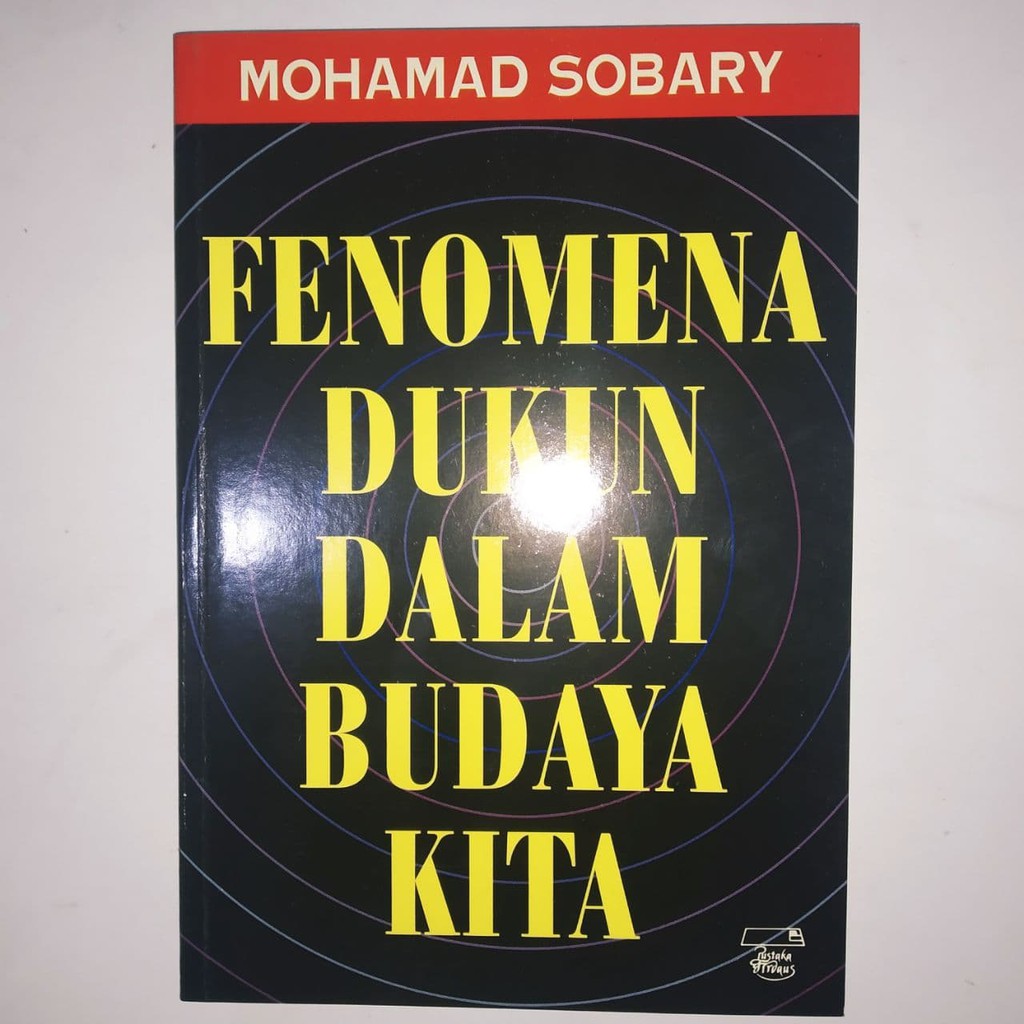 MOHAMAD SOBARY
FENOMENA
DUKUN
DALAM
BUDAYA
KITA
Pustaka
Firdaus